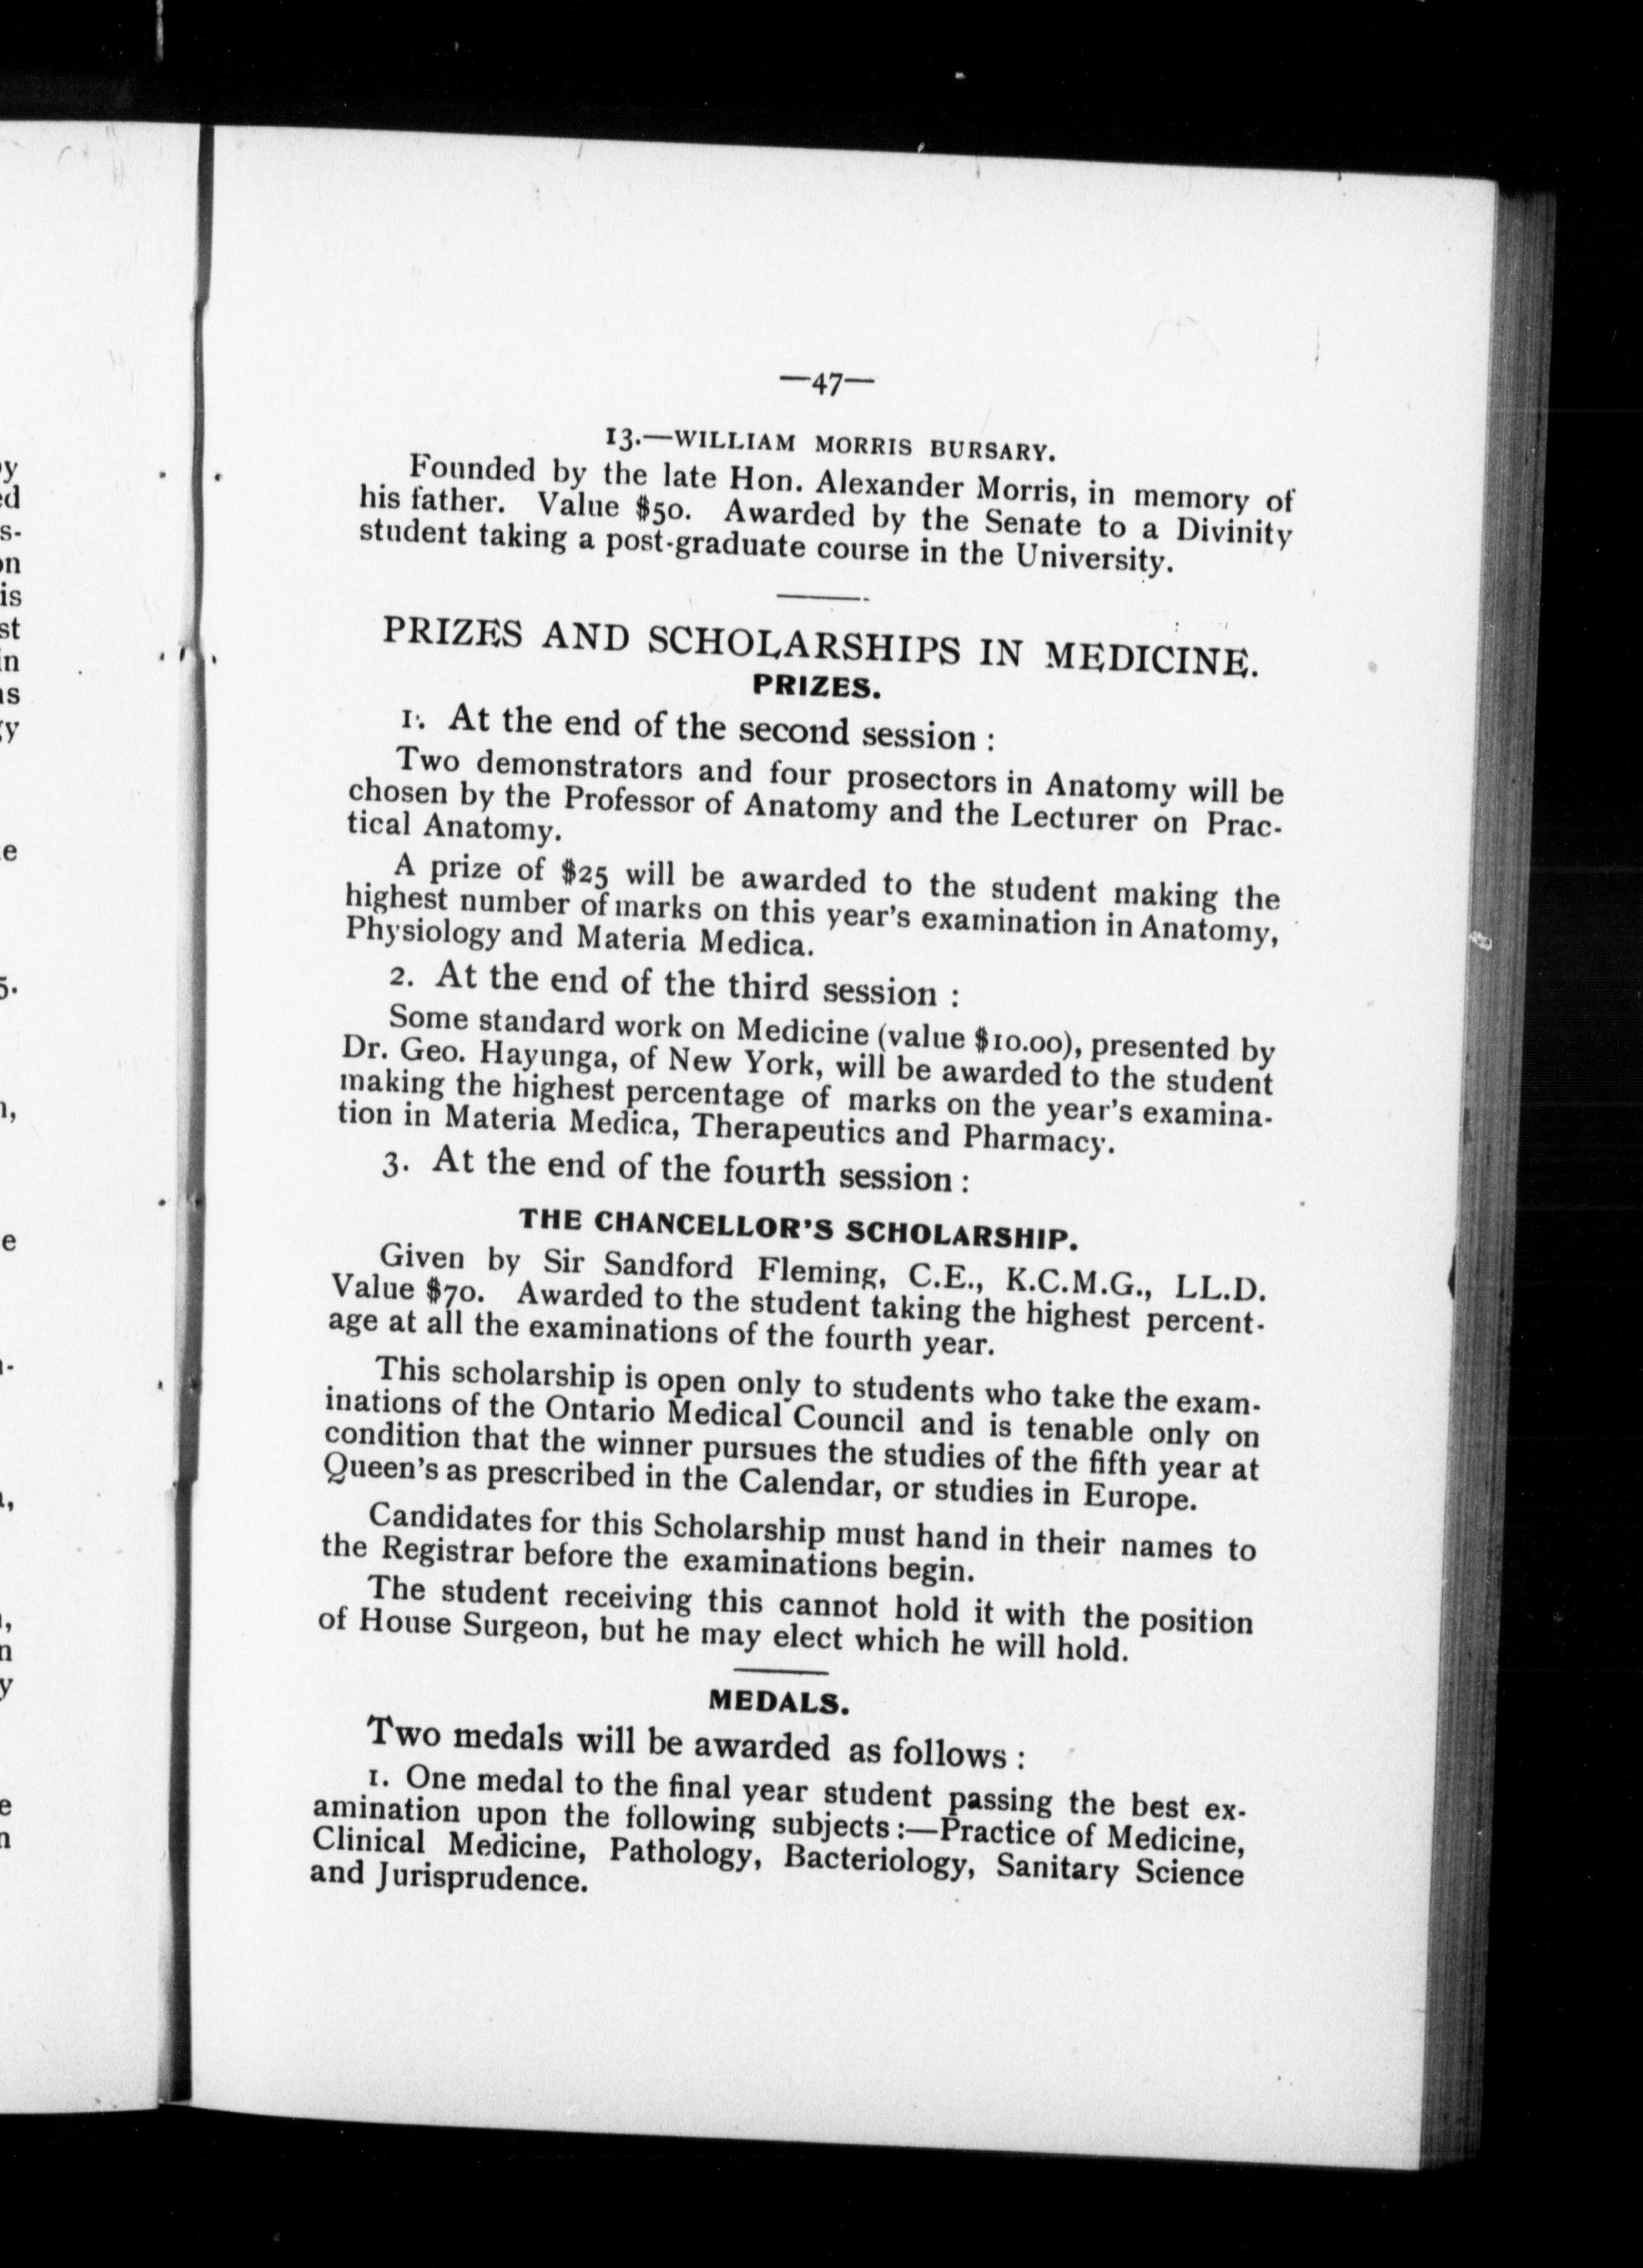 —47—
13.—WILLIAM MORRIS BURSARY.
Founded by the late Hon. Alexander Morris, in memory of
his father. Value $50. Awarded by the Senate to a Divinity
student taking a post-graduate course in the University.
PRIZES AND SCHOLARSHIPS IN MEDICINE.
PRIZES.
1. At the end of the second session :
Two demonstrators and four prosectors in Anatomy will be
chosen by the Professor of Anatomy and the Lecturer on Prac-
tical Anatomy.
A prize of $25 will be awarded to the student making the
highest number of marks on this year's examination in Anatomy,
Physiology and Materia Medica.
2. At the end of the third session :
Some standard work on Medicine (value $10.00), presented by
Dr. Geo. Hayunga, of New York, will be awarded to the student
making the highest percentage of marks on the year's examina-
tion in Materia Medica, Therapeutics and Pharmacy.
3. At the end of the fourth session :
THE CHANCELLOR'S SCHOLARSHIP.
Given by Sir Sandford Fleming, C.E., K.C.M.G., LL.D.
Value $70. Awarded to the student taking the highest percent-
age at all the examinations of the fourth year.
This scholarship is open only to students who take the exam-
inations of the Ontario Medical Council and is tenable only on
condition that the winner pursues the studies of the fifth year at
Queen's as prescribed in the Calendar, or studies in Europe.
Candidates for this Scholarship must hand in their names to
the Registrar before the examinations begin.
The student receiving this cannot hold it with the position
of House Surgeon, but he may elect which he will hold.
MEDALS.
Two medals will be awarded as follows :
1. One medal to the final year student passing the best ex-
amination upon the following subjects :—Practice of Medicine,
Clinical Medicine, Pathology, Bacteriology, Sanitary Science
and Jurisprudence.